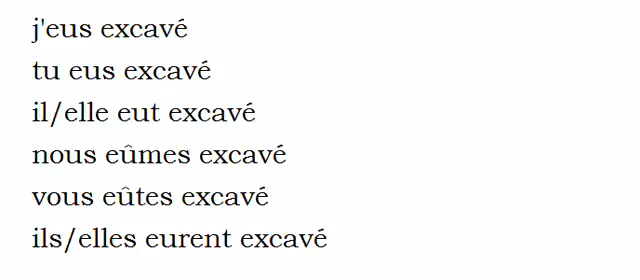 j'eus excavé
tu eus excavé
il/elle eut excavé
nous eûmes excavé
vous eûtes excavé
ils/elles eurent excavé